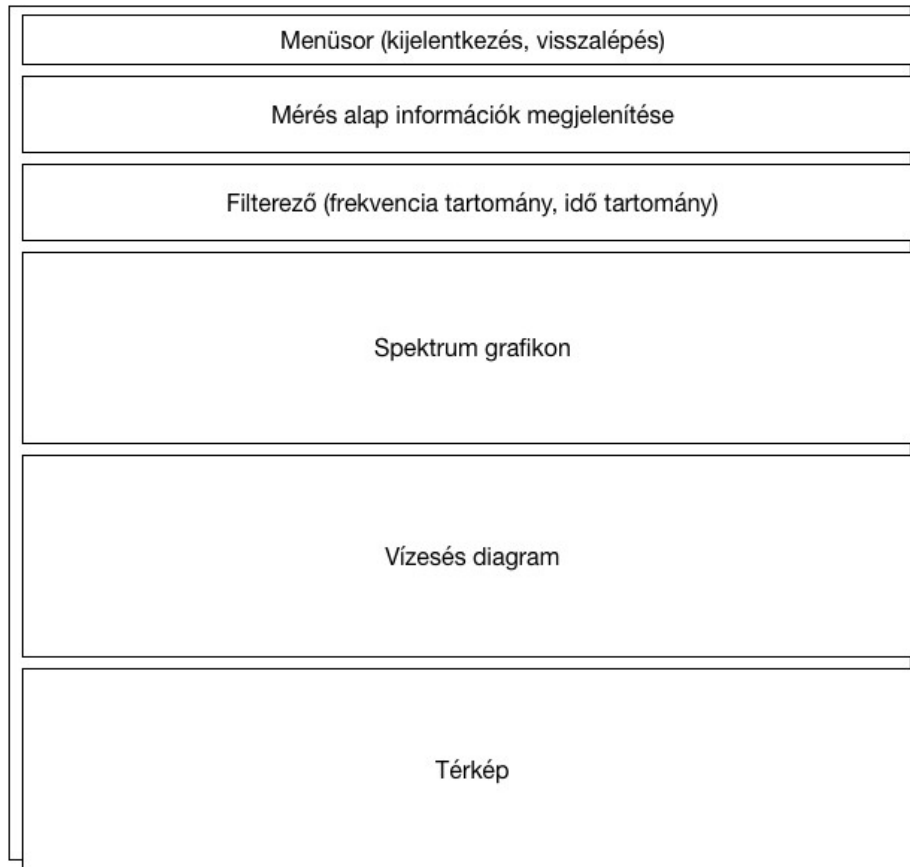 Menüsor (kijelentkezés, visszalépés)
Mérés alap információk megjelenítése
Filterező (frekvencia tartomány, idő tartomány)
Spektrum grafikon
Vízesés diagram
Térkép